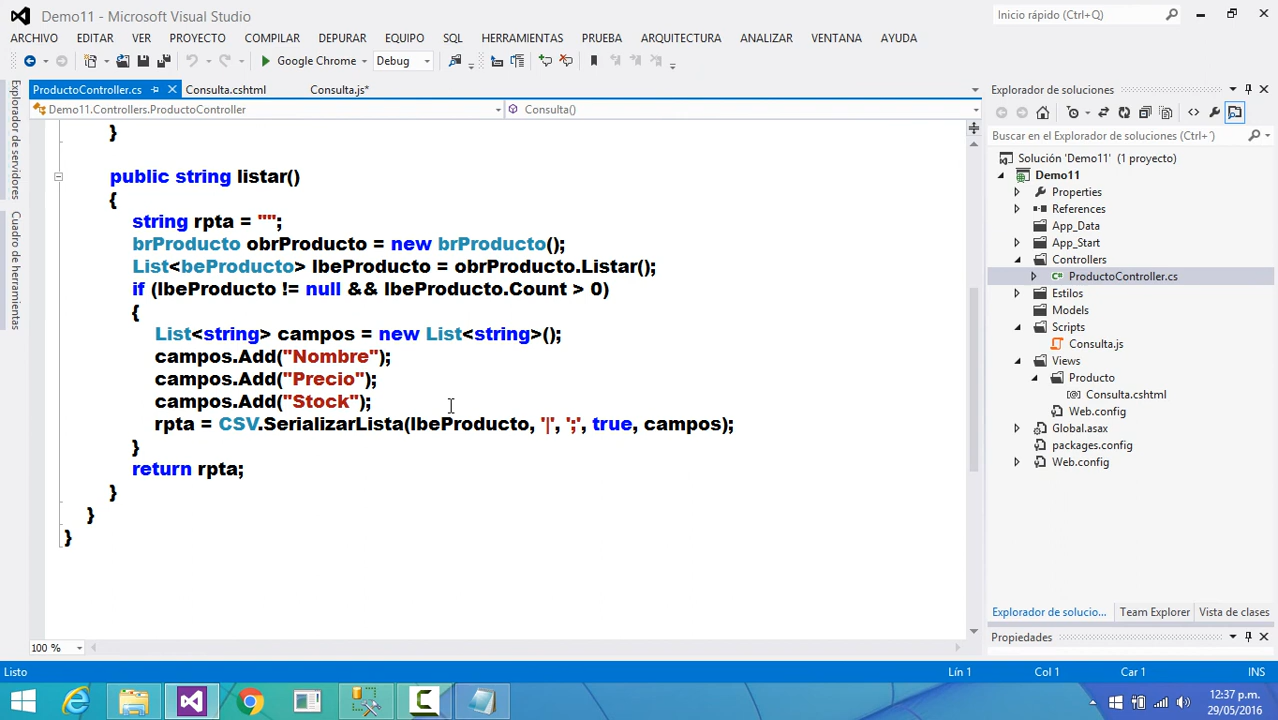 Demo11 - Microsoft Visual Studio
Inicio rápido (Ctrl+Q)
ARCHIVO EDITAR VER PROYECTO COMPILAR DEPURAR EQUIPO SQL HERRAMIENTAS PRUEBA ARQUITECTURA ANALIZAR VENTANA AYUDA
Google Chrome Debug
ProductoController.cs Consulta.cshtml Consulta.js*
Demo11.Controllers.ProductoController Consulta()
Explorador de servidores
Cuadro de herramientas
}
public string listar()
{
string rpta = "";
brProducto obrProducto = new brProducto();
List<beProducto> lbeProducto = obrProducto.Listar();
if (lbeProducto != null && lbeProducto.Count > 0)
{
List<string> campos = new List<string>();
campos.Add("Nombre");
campos.Add("Precio");
campos.Add("Stock");
rpta = CSV.SerializarLista(lbeProducto, '|', ';', true, campos);
}
return rpta;
}
}
}
100 %
Explorador de soluciones
Buscar en el Explorador de soluciones (Ctrl+´)
Solución 'Demo11' (1 proyecto)
Demo11
Properties
References
App_Data
App_Start
Controllers
ProductoController.cs
Estilos
Models
Scripts
Consulta.js
Views
Producto
Consulta.cshtml
Web.config
Global.asax
packages.config
Web.config
Explorador de solucio... Team Explorer Vista de clases
Propiedades
Listo Lín 1 Col 1 Car 1 INS
12:37 p.m.
29/05/2016